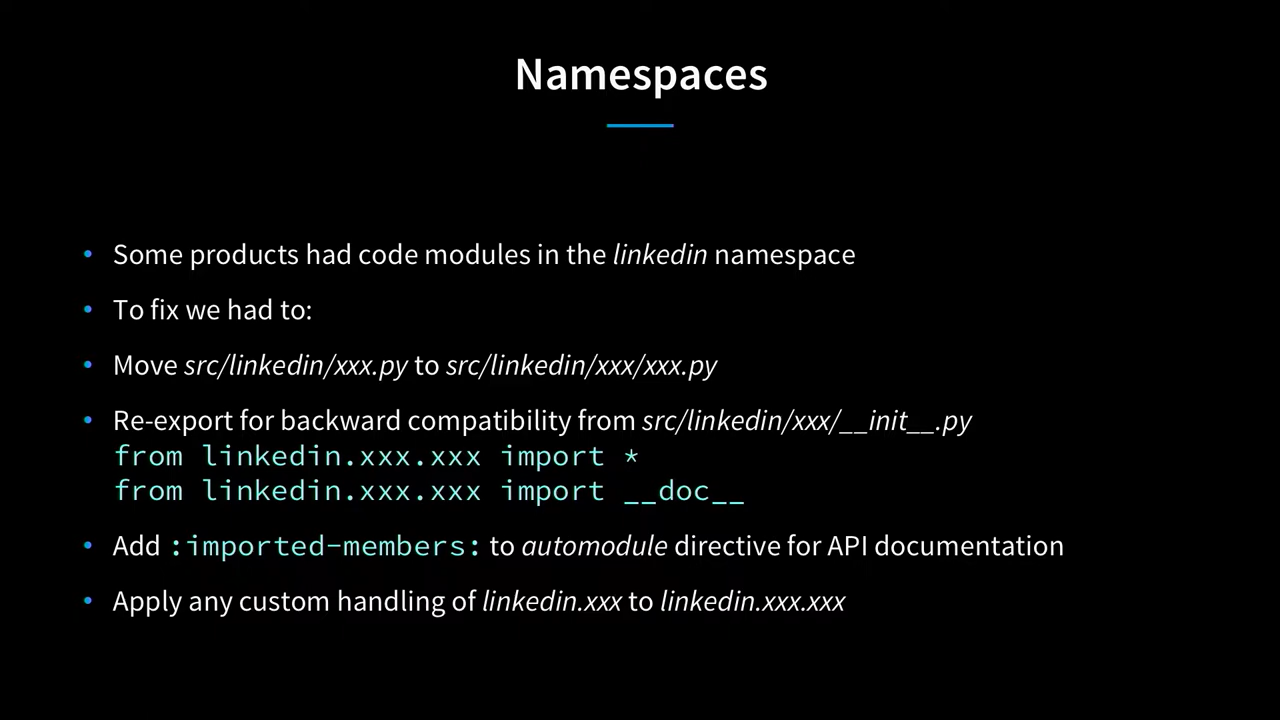 Namespaces
• Some products had code modules in the linkedin namespace
• To fix we had to:
• Move src/linkedin/xxx.py to src/linkedin/xxx/xxx.py
• Re-export for backward compatibility from src/linkedin/xxx/__init__.py
from linkedin.xxx.xxx import *
from linkedin.xxx.xxx import __doc__
• Add :imported-members: to automodule directive for API documentation
• Apply any custom handling of linkedin.xxx to linkedin.xxx.xxx